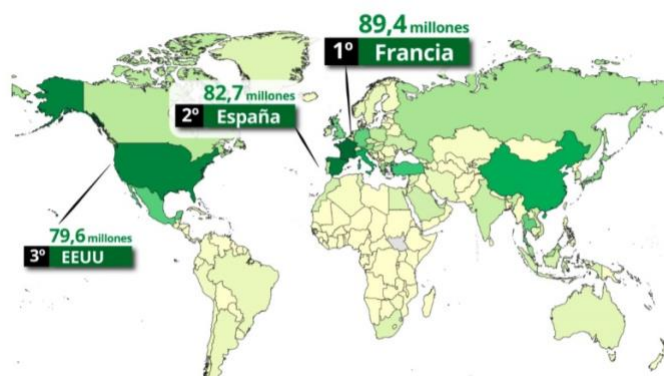 89,4 millones
1º Francia
82,7 millones
2º España
79,6 millones
3º EEUU